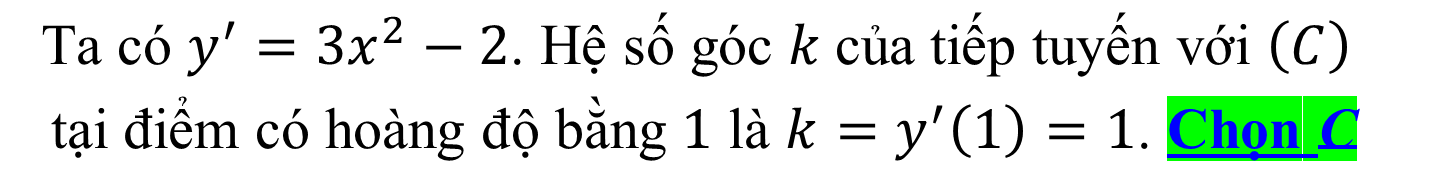 Ta có y′ = 3x² − 2. Hệ số góc k của tiếp tuyến với (C)
tại điểm có hoàng độ bằng 1 là k = y′(1) = 1. Chọn C